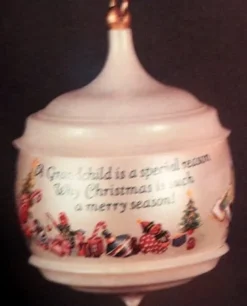 A Grandchild is a special reason
Why Christmas is such
a merry season!